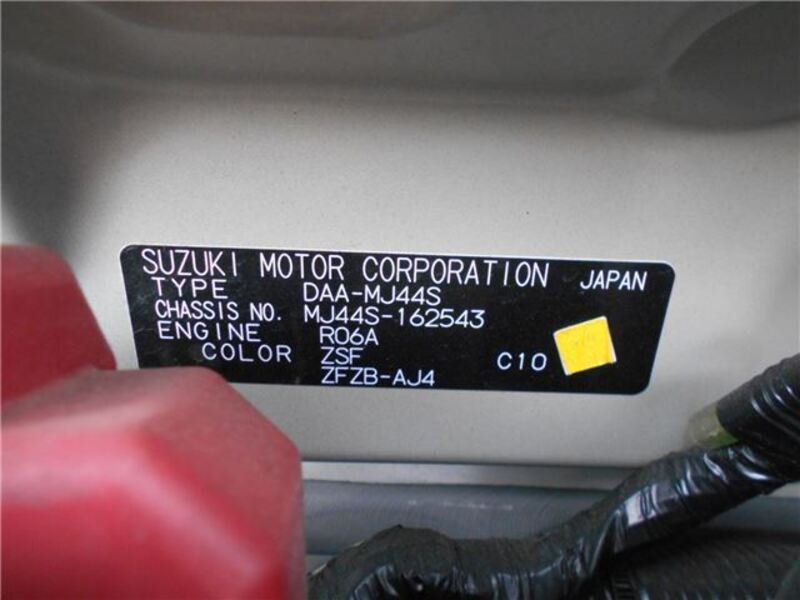 SUZUKI MOTOR CORPORATION JAPAN
TYPE DAA-MJ44S
CHASSIS NO. MJ44S-162543
ENGINE R06A
COLOR ZSF C10
ZFZB-AJ4